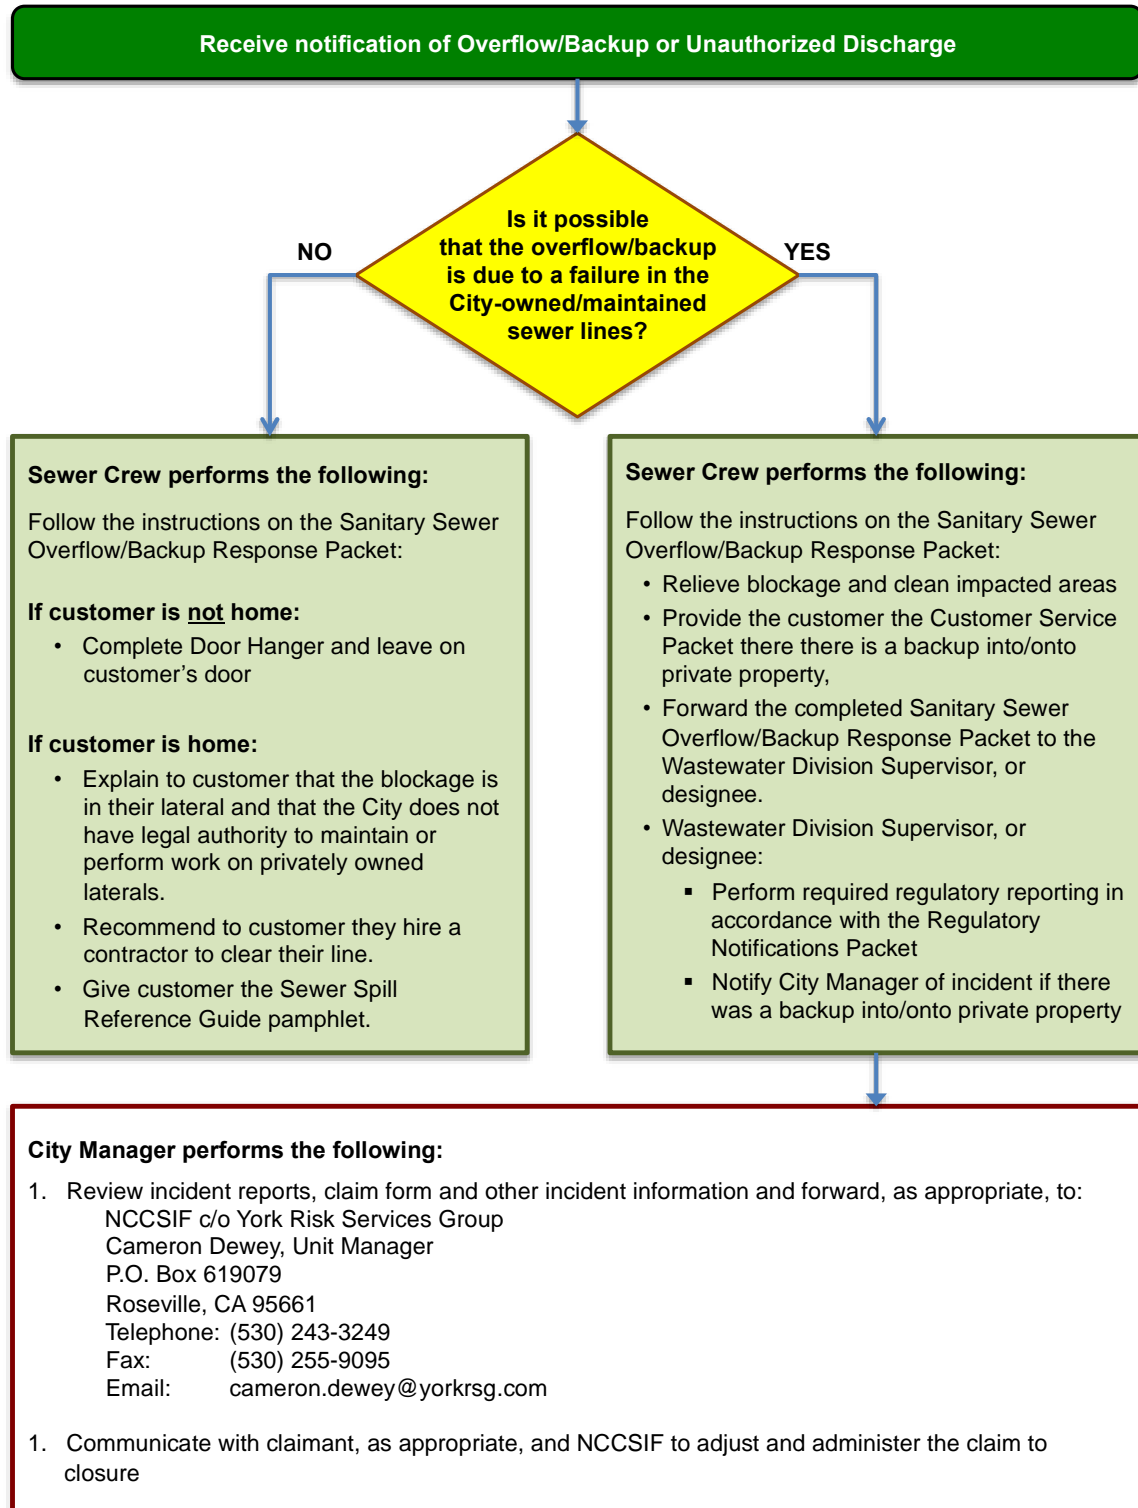 Receive notification of Overflow/Backup or Unauthorized Discharge
Is it possible
that the overflow/backup
is due to a failure in the
City-owned/maintained
sewer lines?
NO
YES
Sewer Crew performs the following:
Follow the instructions on the Sanitary Sewer
Overflow/Backup Response Packet:
If customer is not home:
• Complete Door Hanger and leave on
customer’s door
If customer is home:
• Explain to customer that the blockage is
in their lateral and that the City does not
have legal authority to maintain or
perform work on privately owned
laterals.
• Recommend to customer they hire a
contractor to clear their line.
• Give customer the Sewer Spill
Reference Guide pamphlet.
Sewer Crew performs the following:
Follow the instructions on the Sanitary Sewer
Overflow/Backup Response Packet:
• Relieve blockage and clean impacted areas
• Provide the customer the Customer Service
Packet there there is a backup into/onto
private property,
• Forward the completed Sanitary Sewer
Overflow/Backup Response Packet to the
Wastewater Division Supervisor, or
designee.
• Wastewater Division Supervisor, or
designee:
▪ Perform required regulatory reporting in
accordance with the Regulatory
Notifications Packet
▪ Notify City Manager of incident if there
was a backup into/onto private property
City Manager performs the following:
1. Review incident reports, claim form and other incident information and forward, as appropriate, to:
NCCSIF c/o York Risk Services Group
Cameron Dewey, Unit Manager
P.O. Box 619079
Roseville, CA 95661
Telephone: (530) 243-3249
Fax: (530) 255-9095
Email: cameron.dewey@yorkrsg.com
1. Communicate with claimant, as appropriate, and NCCSIF to adjust and administer the claim to
closure